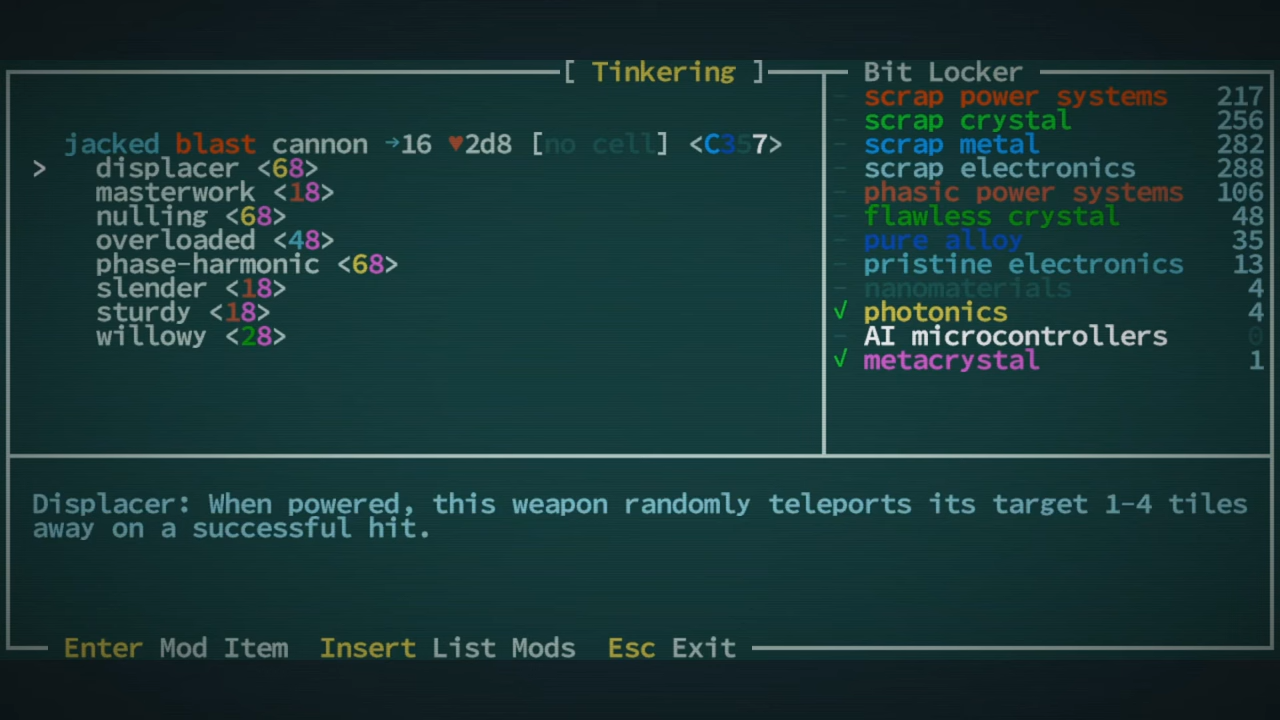 [ Tinkering ]
jacked blast cannon →16 ♥2d8 [no cell] <C357>
> displacer <68>
masterwork <18>
nulling <68>
overloaded <48>
phase-harmonic <68>
slender <18>
sturdy <18>
willowy <28>
Bit Locker
- scrap power systems 217
- scrap crystal 256
- scrap metal 282
- scrap electronics 288
- phasic power systems 106
- flawless crystal 48
- pure alloy 35
- pristine electronics 13
- nanomaterials 4
√ photonics 4
- AI microcontrollers 0
√ metacrystal 1
Displacer: When powered, this weapon randomly teleports its target 1-4 tiles
away on a successful hit.
Enter Mod Item Insert List Mods Esc Exit